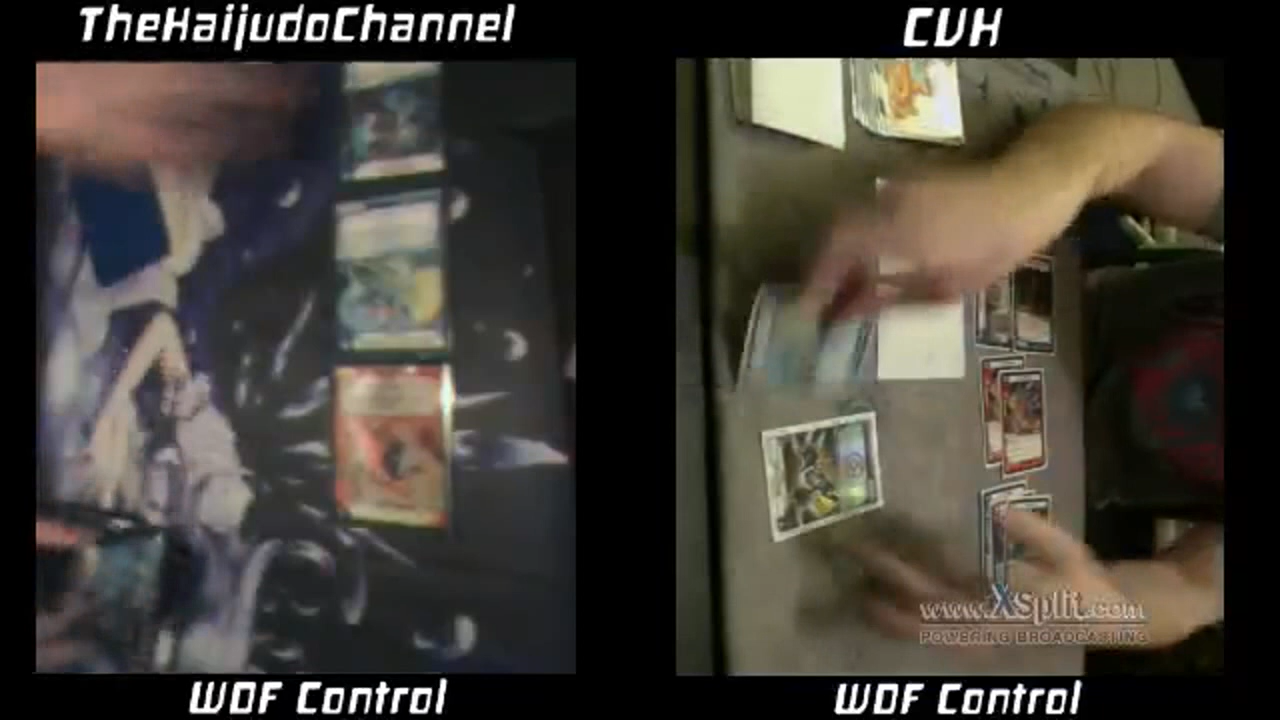 TheKaijudoChannel
CVH
www.XSplit.com
POWERING BROADCASTING
WDF Control
WDF Control